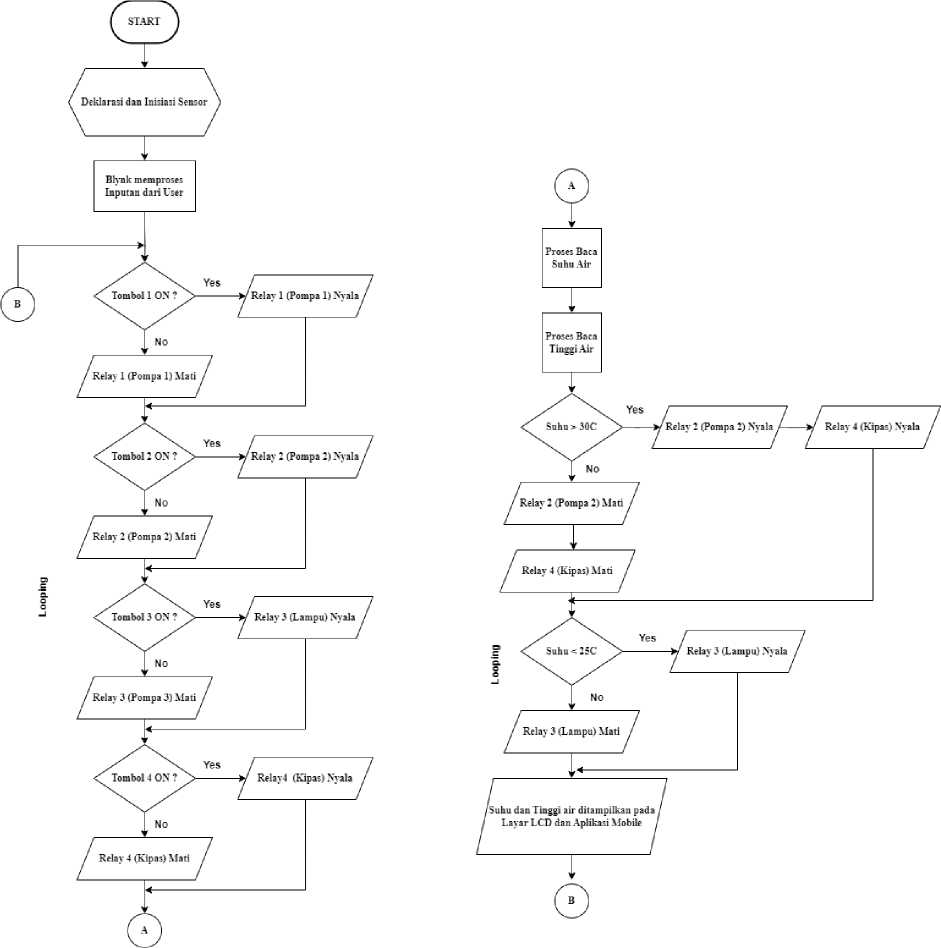 START
Deklarasi dan Inisiasi Sensor
Blynk memproses
Inputan dari User
B
Tombol 1 ON ?
Yes
Relay 1 (Pompa 1) Nyala
No
Relay 1 (Pompa 1) Mati
Tombol 2 ON ?
Yes
Relay 2 (Pompa 2) Nyala
No
Relay 2 (Pompa 2) Mati
Looping
Tombol 3 ON ?
Yes
Relay 3 (Lampu) Nyala
No
Relay 3 (Pompa 3) Mati
Tombol 4 ON ?
Yes
Relay4 (Kipas) Nyala
No
Relay 4 (Kipas) Mati
A
A
Proses Baca
Suhu Air
Proses Baca
Tinggi Air
Suhu > 30C
Yes
Relay 2 (Pompa 2) Nyala
Relay 4 (Kipas) Nyala
No
Relay 2 (Pompa 2) Mati
Relay 4 (Kipas) Mati
Looping
Suhu < 25C
Yes
Relay 3 (Lampu) Nyala
No
Relay 3 (Lampu) Mati
Suhu dan Tinggi air ditampilkan pada
Layar LCD dan Aplikasi Mobile
B